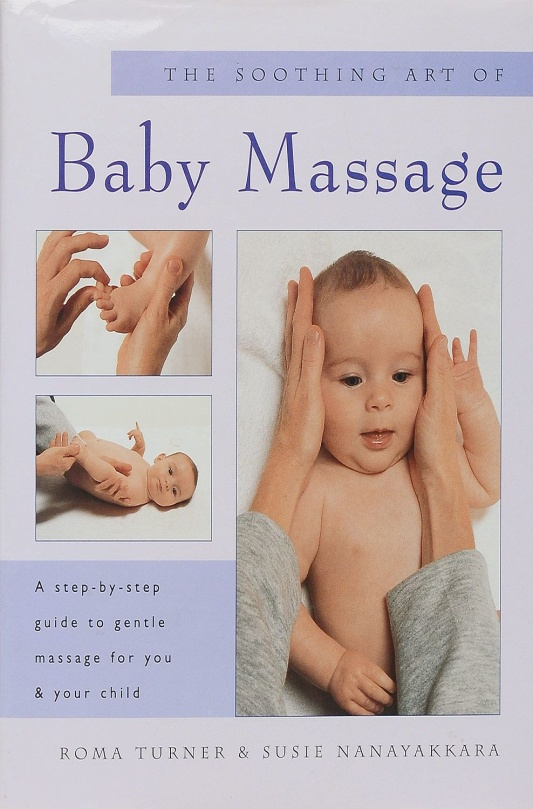 THE SOOTHING ART OF
Baby Massage
A step-by-step
guide to gentle
massage for you
& your child
ROMA TURNER & SUSIE NANAYAKKARA